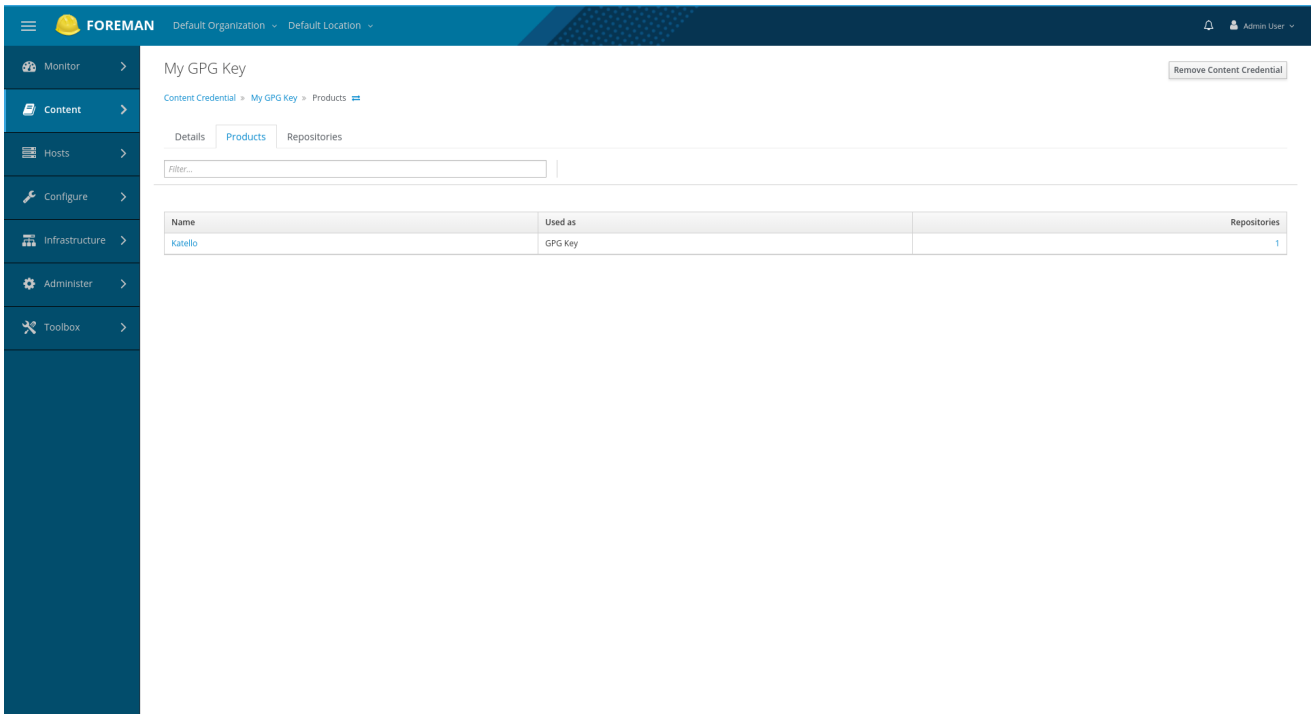 FOREMAN Default Organization Default Location Admin User
Monitor
Content
Hosts
Configure
Infrastructure
Administer
Toolbox
My GPG Key
Remove Content Credential
Content Credential » My GPG Key » Products
Details Products Repositories
Filter...
Name Used as Repositories
Katello GPG Key 1